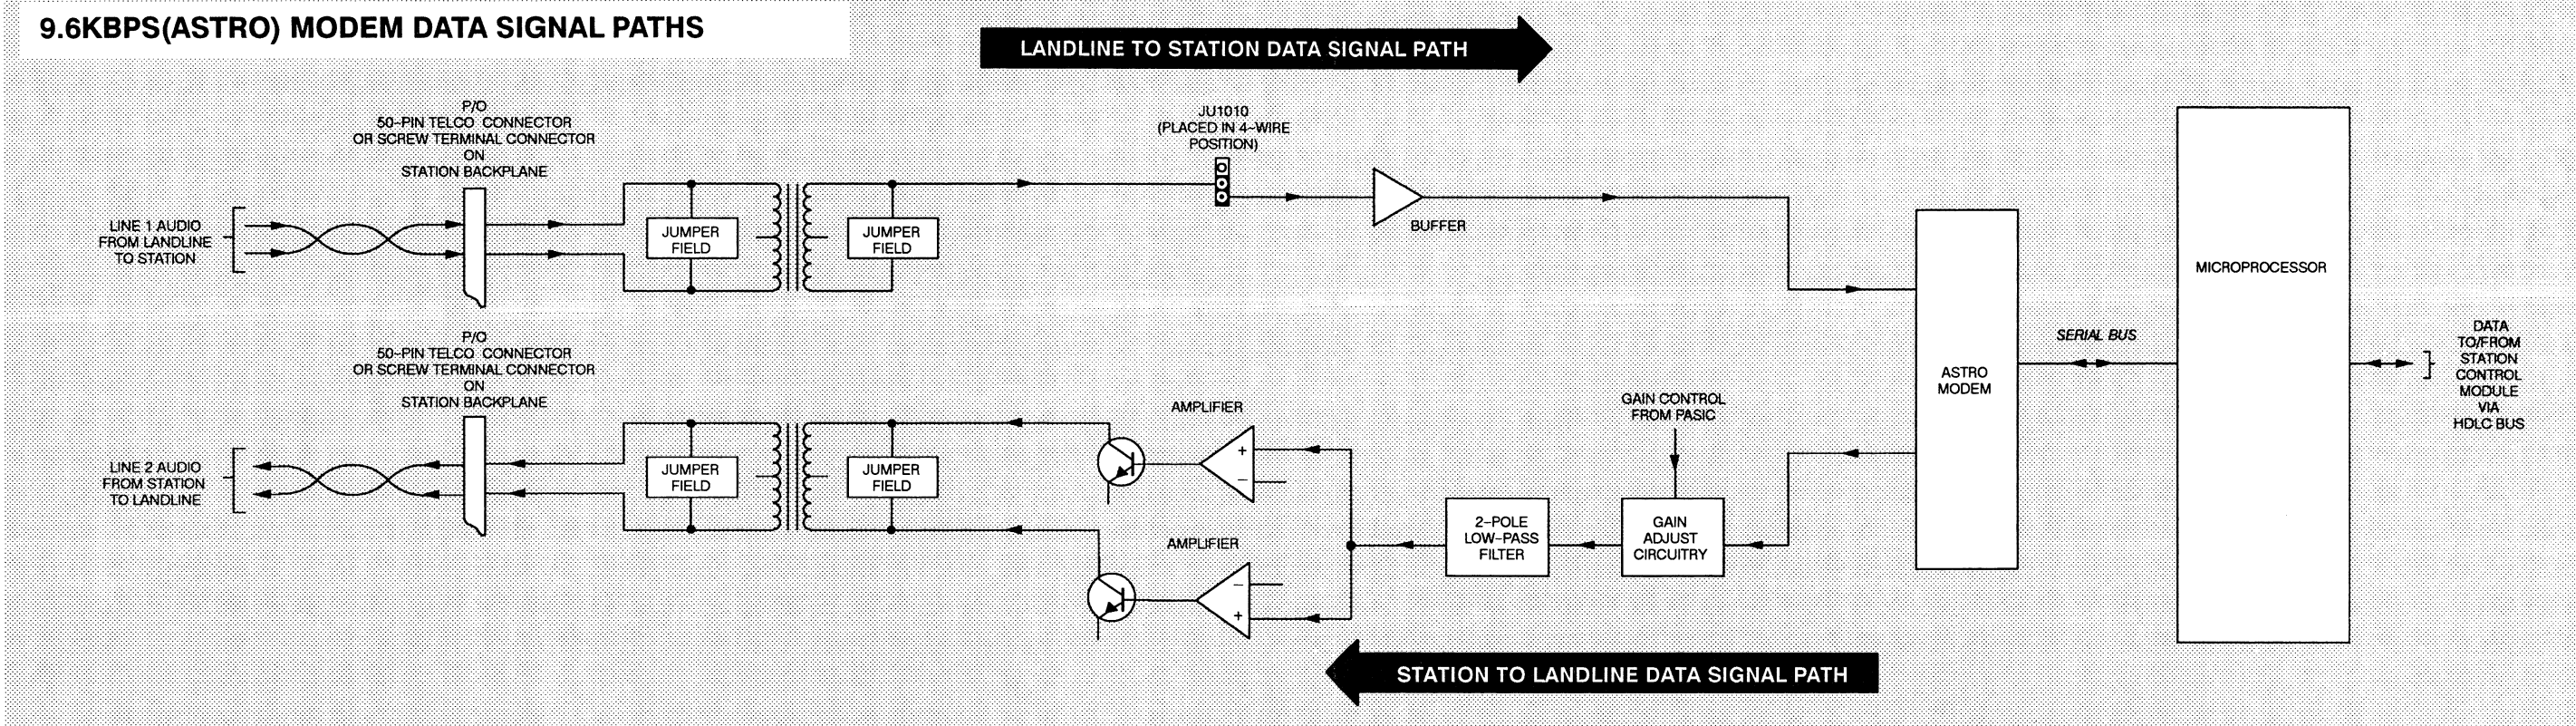 9.6KBPS(ASTRO) MODEM DATA SIGNAL PATHS
LANDLINE TO STATION DATA SIGNAL PATH
P/O
50-PIN TELCO CONNECTOR
OR SCREW TERMINAL CONNECTOR
ON
STATION BACKPLANE
JU1010
(PLACED IN 4-WIRE
POSITION)
LINE 1 AUDIO
FROM LANDLINE
TO STATION
JUMPER
FIELD
JUMPER
FIELD
BUFFER
MICROPROCESSOR
P/O
50-PIN TELCO CONNECTOR
OR SCREW TERMINAL CONNECTOR
ON
STATION BACKPLANE
SERIAL BUS
DATA
TO/FROM
STATION
CONTROL
MODULE
VIA
HDLC BUS
ASTRO
MODEM
GAIN CONTROL
FROM PASIC
AMPLIFIER
+
−
LINE 2 AUDIO
FROM STATION
TO LANDLINE
JUMPER
FIELD
JUMPER
FIELD
2-POLE
LOW-PASS
FILTER
GAIN
ADJUST
CIRCUITRY
AMPLIFIER
−
+
STATION TO LANDLINE DATA SIGNAL PATH